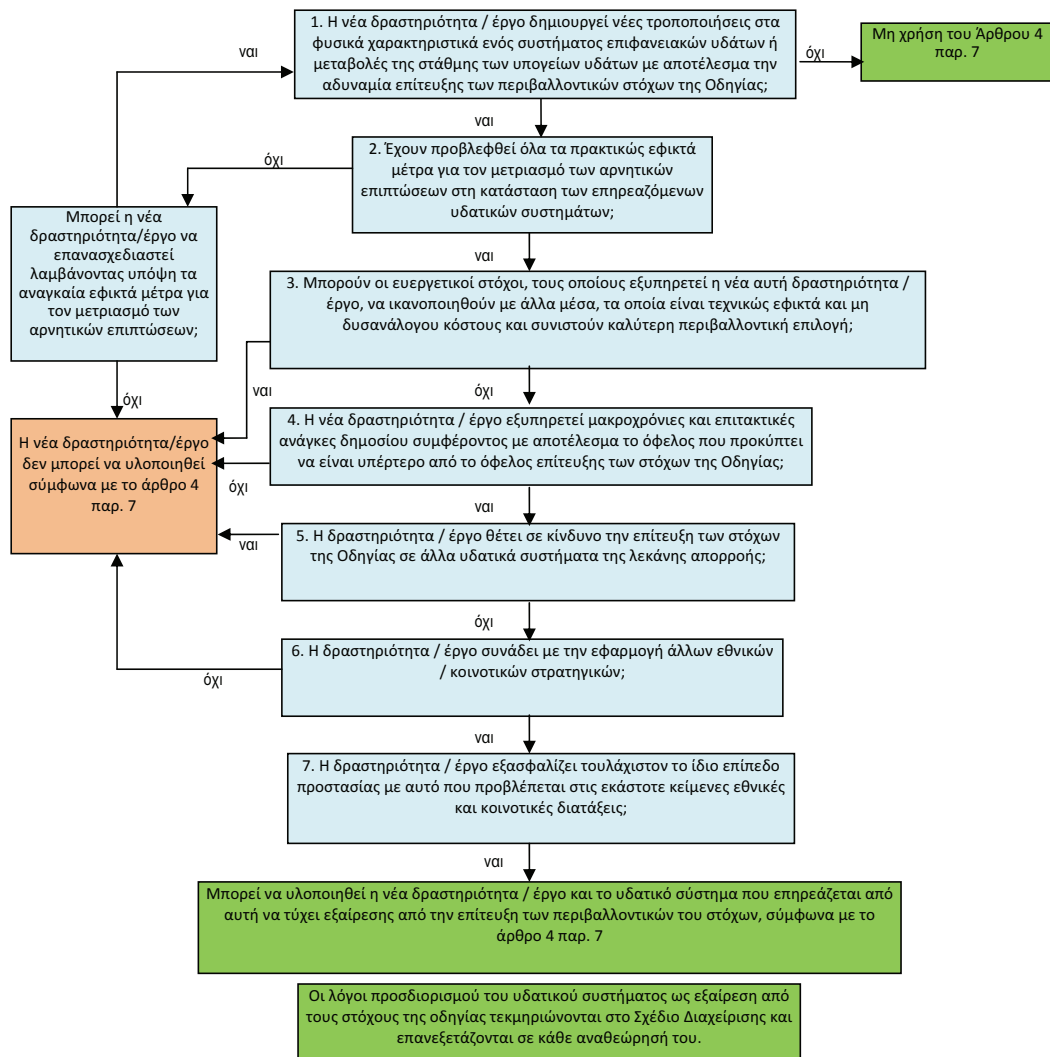 1. Η νέα δραστηριότητα / έργο δημιουργεί νέες τροποποιήσεις στα
φυσικά χαρακτηριστικά ενός συστήματος επιφανειακών υδάτων ή
μεταβολές της στάθμης των υπογείων υδάτων με αποτέλεσμα την
αδυναμία επίτευξης των περιβαλλοντικών στόχων της Οδηγίας;
ναι
όχι
Μη χρήση του Άρθρου 4
παρ. 7
ναι
2. Έχουν προβλεφθεί όλα τα πρακτικώς εφικτά
μέτρα για τον μετριασμό των αρνητικών
επιπτώσεων στη κατάσταση των επηρεαζόμενων
υδατικών συστημάτων;
όχι
Μπορεί η νέα
δραστηριότητα/έργο να
επανασχεδιαστεί
λαμβάνοντας υπόψη τα
αναγκαία εφικτά μέτρα για
τον μετριασμό των
αρνητικών επιπτώσεων;
ναι
3. Μπορούν οι ευεργετικοί στόχοι, τους οποίους εξυπηρετεί η νέα αυτή δραστηριότητα /
έργο, να ικανοποιηθούν με άλλα μέσα, τα οποία είναι τεχνικώς εφικτά και μη
δυσανάλογου κόστους και συνιστούν καλύτερη περιβαλλοντική επιλογή;
ναι
όχι
όχι
4. Η νέα δραστηριότητα / έργο εξυπηρετεί μακροχρόνιες και επιτακτικές
ανάγκες δημοσίου συμφέροντος με αποτέλεσμα το όφελος που προκύπτει
να είναι υπέρτερο από το όφελος επίτευξης των στόχων της Οδηγίας;
Η νέα δραστηριότητα/έργο
δεν μπορεί να υλοποιηθεί
σύμφωνα με το άρθρο 4
παρ. 7
όχι
ναι
5. Η δραστηριότητα / έργο θέτει σε κίνδυνο την επίτευξη των στόχων
της Οδηγίας σε άλλα υδατικά συστήματα της λεκάνης απορροής;
ναι
όχι
6. Η δραστηριότητα / έργο συνάδει με την εφαρμογή άλλων εθνικών
/ κοινοτικών στρατηγικών;
όχι
ναι
7. Η δραστηριότητα / έργο εξασφαλίζει τουλάχιστον το ίδιο επίπεδο
προστασίας με αυτό που προβλέπεται στις εκάστοτε κείμενες εθνικές
και κοινοτικές διατάξεις;
ναι
Μπορεί να υλοποιηθεί η νέα δραστηριότητα / έργο και το υδατικό σύστημα που επηρεάζεται από
αυτή να τύχει εξαίρεσης από την επίτευξη των περιβαλλοντικών του στόχων, σύμφωνα με το
άρθρο 4 παρ. 7
Οι λόγοι προσδιορισμού του υδατικού συστήματος ως εξαίρεση από
τους στόχους της οδηγίας τεκμηριώνονται στο Σχέδιο Διαχείρισης και
επανεξετάζονται σε κάθε αναθεώρησή του.